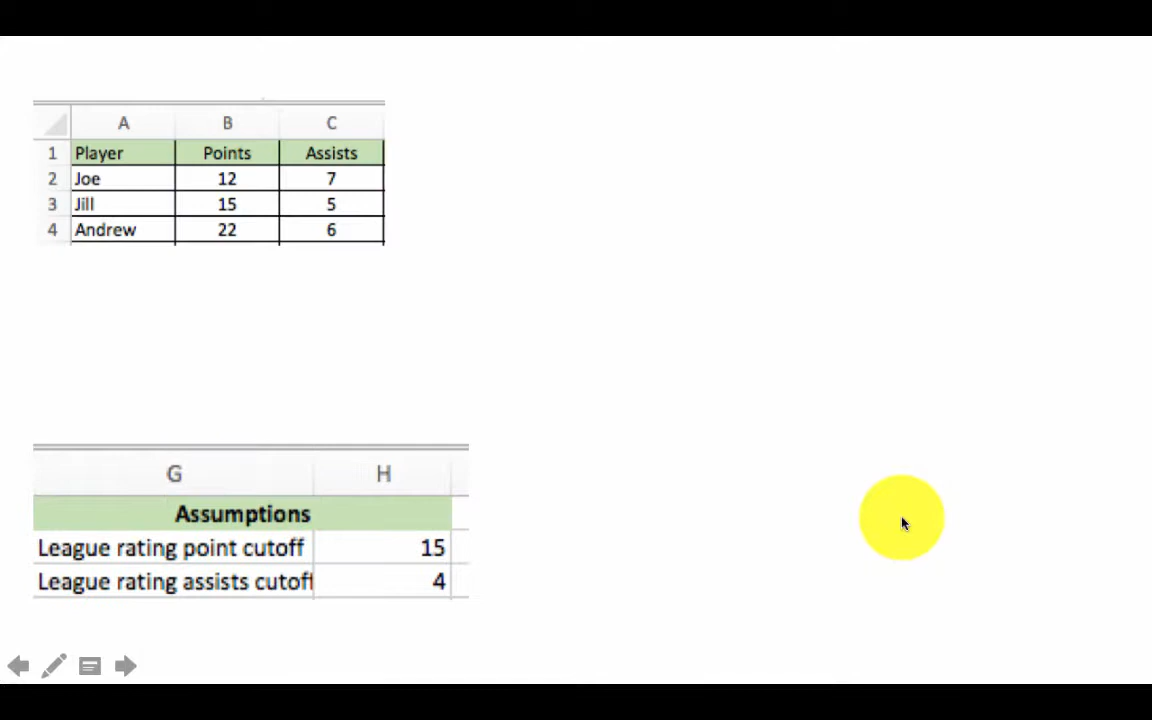 A B C
1 Player Points Assists
2 Joe 12 7
3 Jill 15 5
4 Andrew 22 6
G H
Assumptions
League rating point cutoff 15
League rating assists cutoff 4